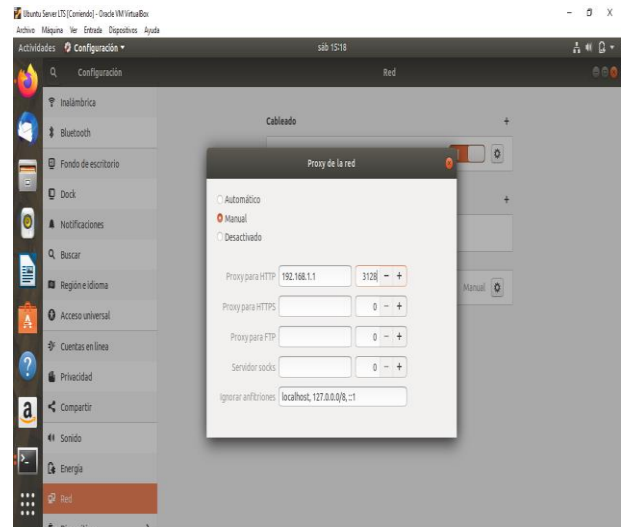 Ubuntu Server LTS [Corriendo] - Oracle VM VirtualBox
Archivo Máquina Ver Entrada Dispositivos Ayuda
Actividades Configuración sáb 15:18
Configuración Red
Inalámbrica
Bluetooth
Fondo de escritorio
Dock
Notificaciones
Buscar
Región e idioma
Acceso universal
Cuentas en línea
Privacidad
Compartir
Sonido
Energía
Red
Cableado +
+
Manual
Proxy de la red
Automático
Manual
Desactivado
Proxy para HTTP 192.168.1.1 3128 - +
Proxy para HTTPS 0 - +
Proxy para FTP 0 - +
Servidor socks 0 - +
Ignorar anfitriones localhost, 127.0.0.0/8, ::1